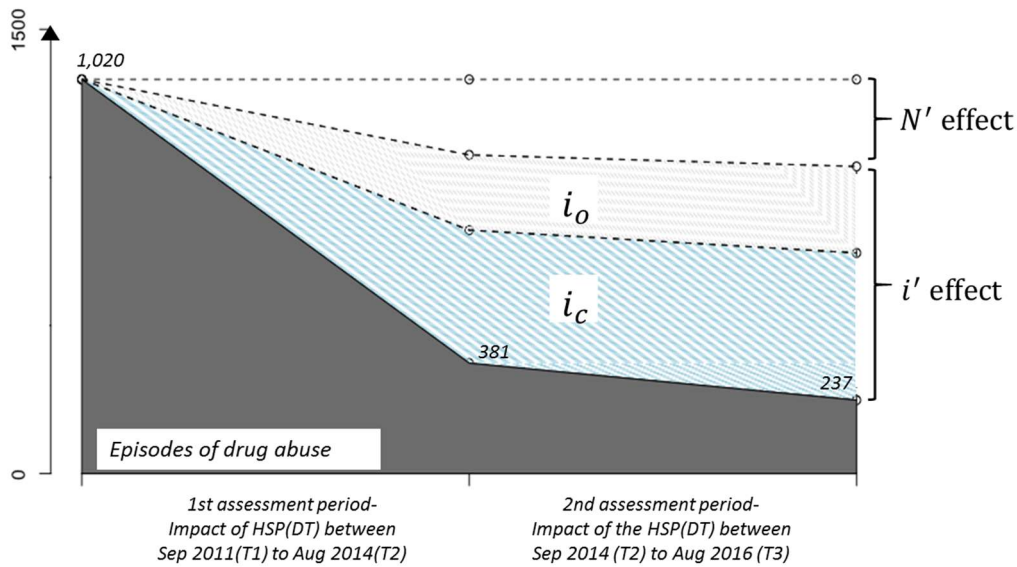 1500
1,020
N′ effect
i_o
i′ effect
i_c
381
237
Episodes of drug abuse
0
1st assessment period-
Impact of HSP(DT) between
Sep 2011(T1) to Aug 2014(T2)
2nd assessment period-
Impact of the HSP(DT) between
Sep 2014 (T2) to Aug 2016 (T3)